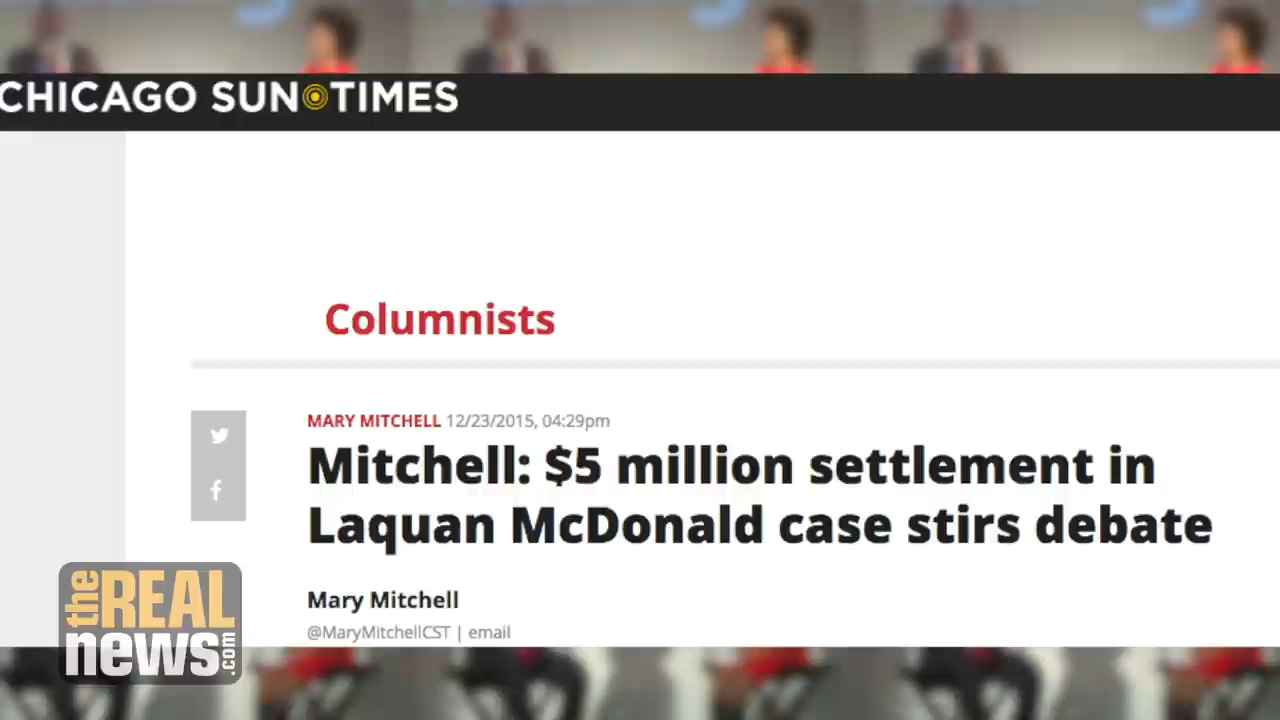 CHICAGO SUN TIMES
Columnists
MARY MITCHELL 12/23/2015, 04:29pm
Mitchell: $5 million settlement in
Laquan McDonald case stirs debate
Mary Mitchell
@MaryMitchellCST | email
the REAL
news.com